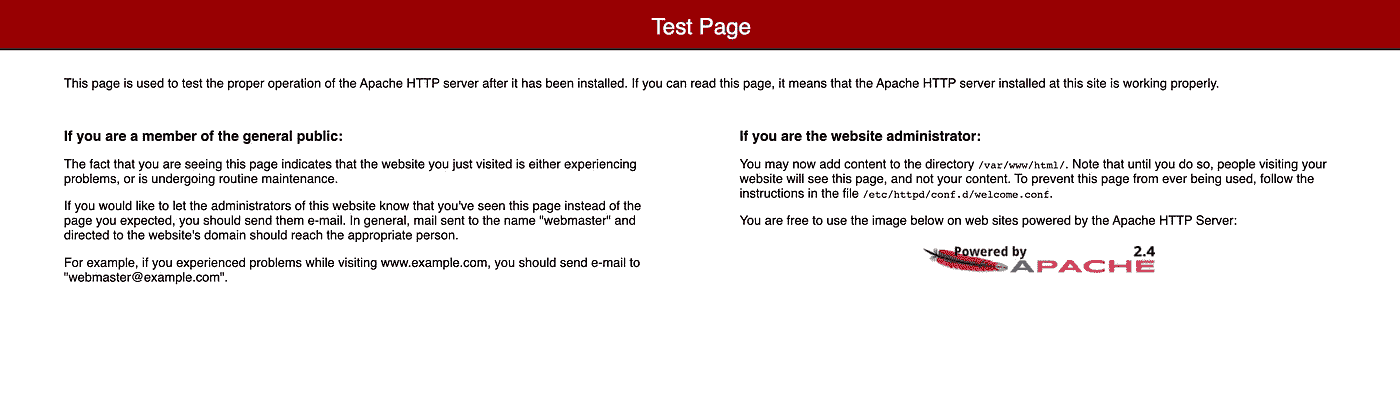 Test Page
This page is used to test the proper operation of the Apache HTTP server after it has been installed. If you can read this page, it means that the Apache HTTP server installed at this site is working properly.
If you are a member of the general public:
The fact that you are seeing this page indicates that the website you just visited is either experiencing
problems, or is undergoing routine maintenance.
If you would like to let the administrators of this website know that you've seen this page instead of the
page you expected, you should send them e-mail. In general, mail sent to the name "webmaster" and
directed to the website's domain should reach the appropriate person.
For example, if you experienced problems while visiting www.example.com, you should send e-mail to
"webmaster@example.com".
If you are the website administrator:
You may now add content to the directory /var/www/html/. Note that until you do so, people visiting your
website will see this page, and not your content. To prevent this page from ever being used, follow the
instructions in the file /etc/httpd/conf.d/welcome.conf.
You are free to use the image below on web sites powered by the Apache HTTP Server:
Powered by 2.4
APACHE